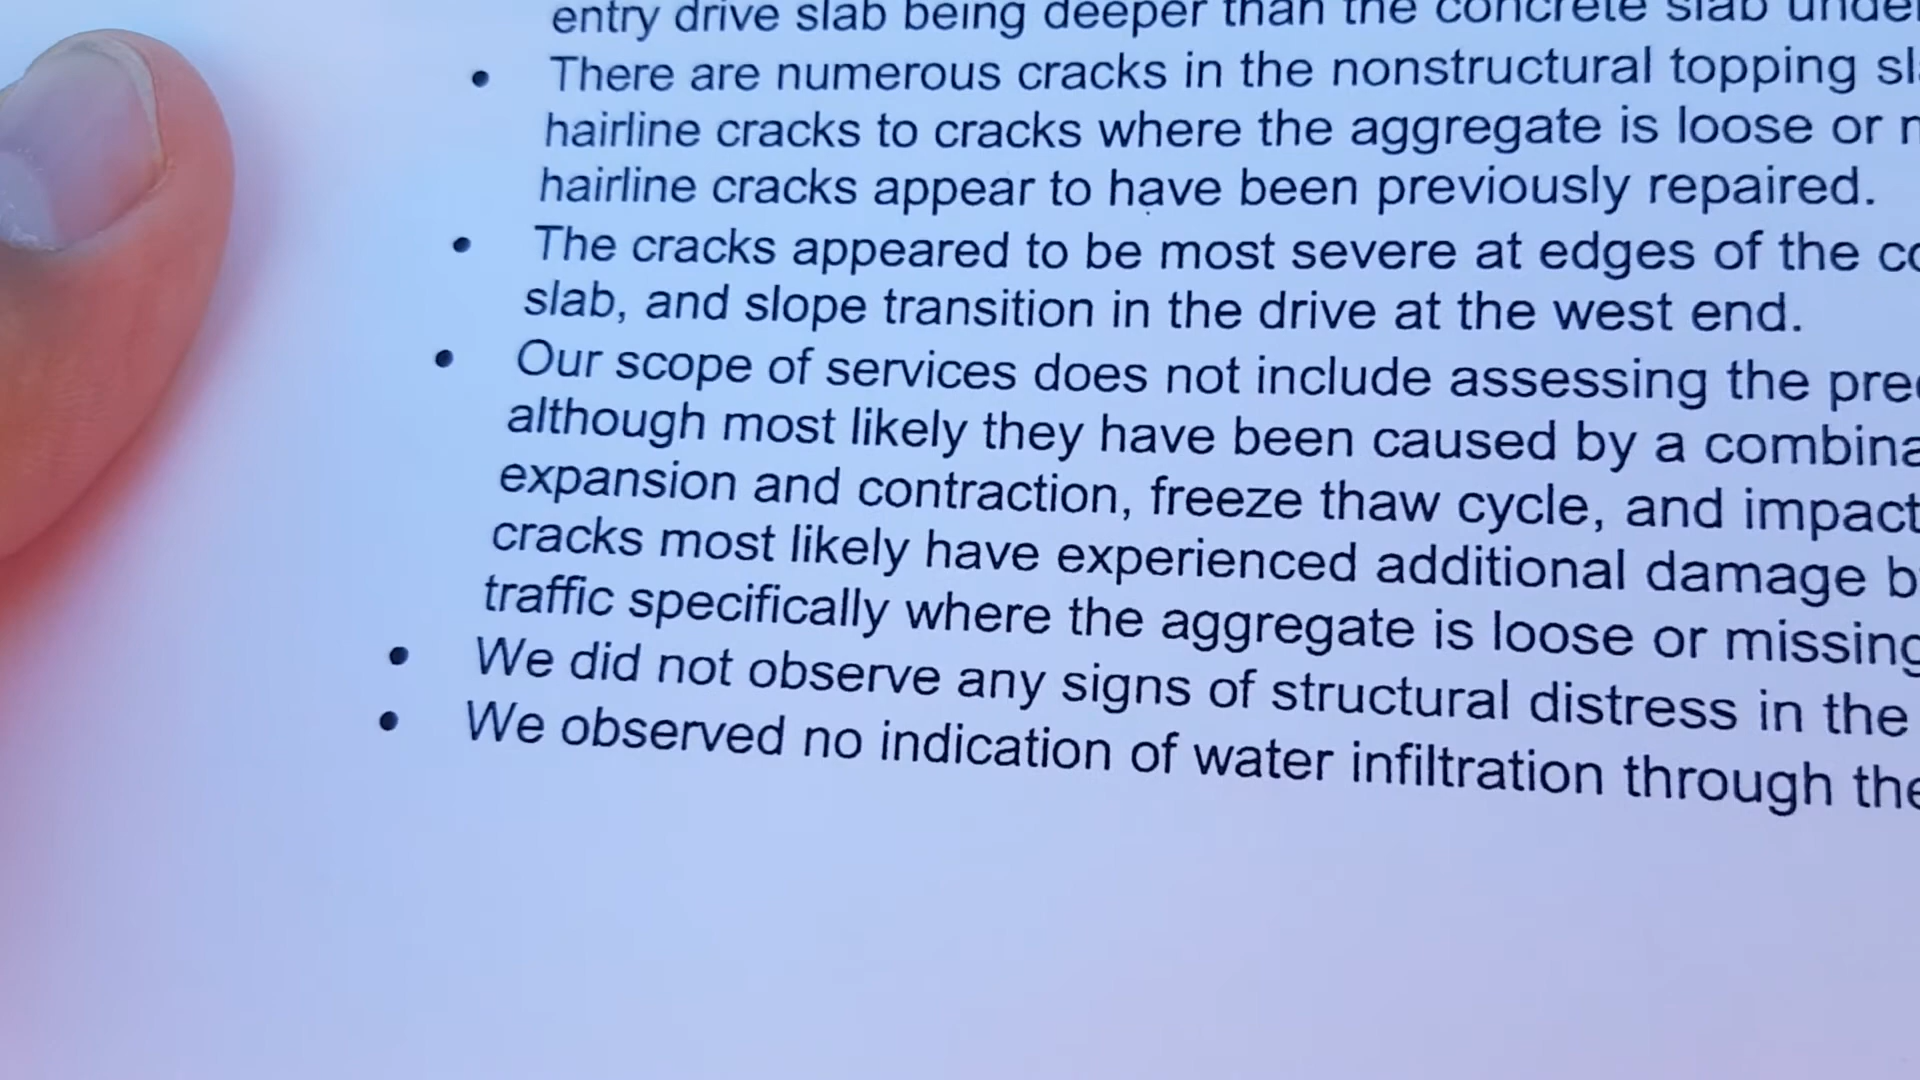 entry drive slab being deeper than the concrete slab
There are numerous cracks in the nonstructural topping
hairline cracks to cracks where the aggregate is loose or
hairline cracks appear to have been previously repaired.
The cracks appeared to be most severe at edges of the
slab, and slope transition in the drive at the west end.
Our scope of services does not include assessing the
although most likely they have been caused by a
expansion and contraction, freeze thaw cycle, and impact
cracks most likely have experienced additional damage
traffic specifically where the aggregate is loose or missing
We did not observe any signs of structural distress in the
We observed no indication of water infiltration through the